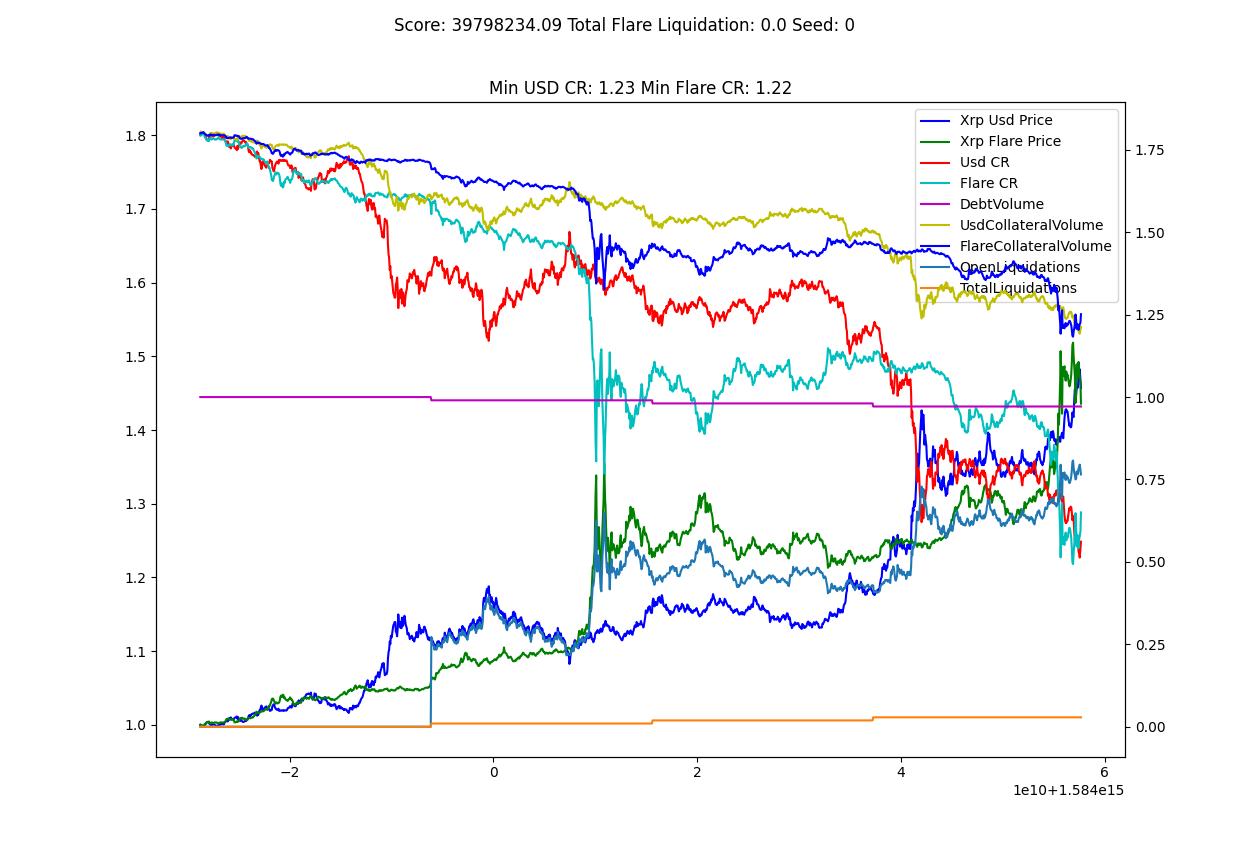 Score: 39798234.09 Total Flare Liquidation: 0.0 Seed: 0
Min USD CR: 1.23 Min Flare CR: 1.22
Xrp Usd Price
Xrp Flare Price
Usd CR
Flare CR
DebtVolume
UsdCollateralVolume
FlareCollateralVolume
OpenLiquidations
TotalLiquidations
1.8
1.7
1.6
1.5
1.4
1.3
1.2
1.1
1.0
1.75
1.50
1.25
1.00
0.75
0.50
0.25
0.00
−2 0 2 4 6
1e10+1.584e15